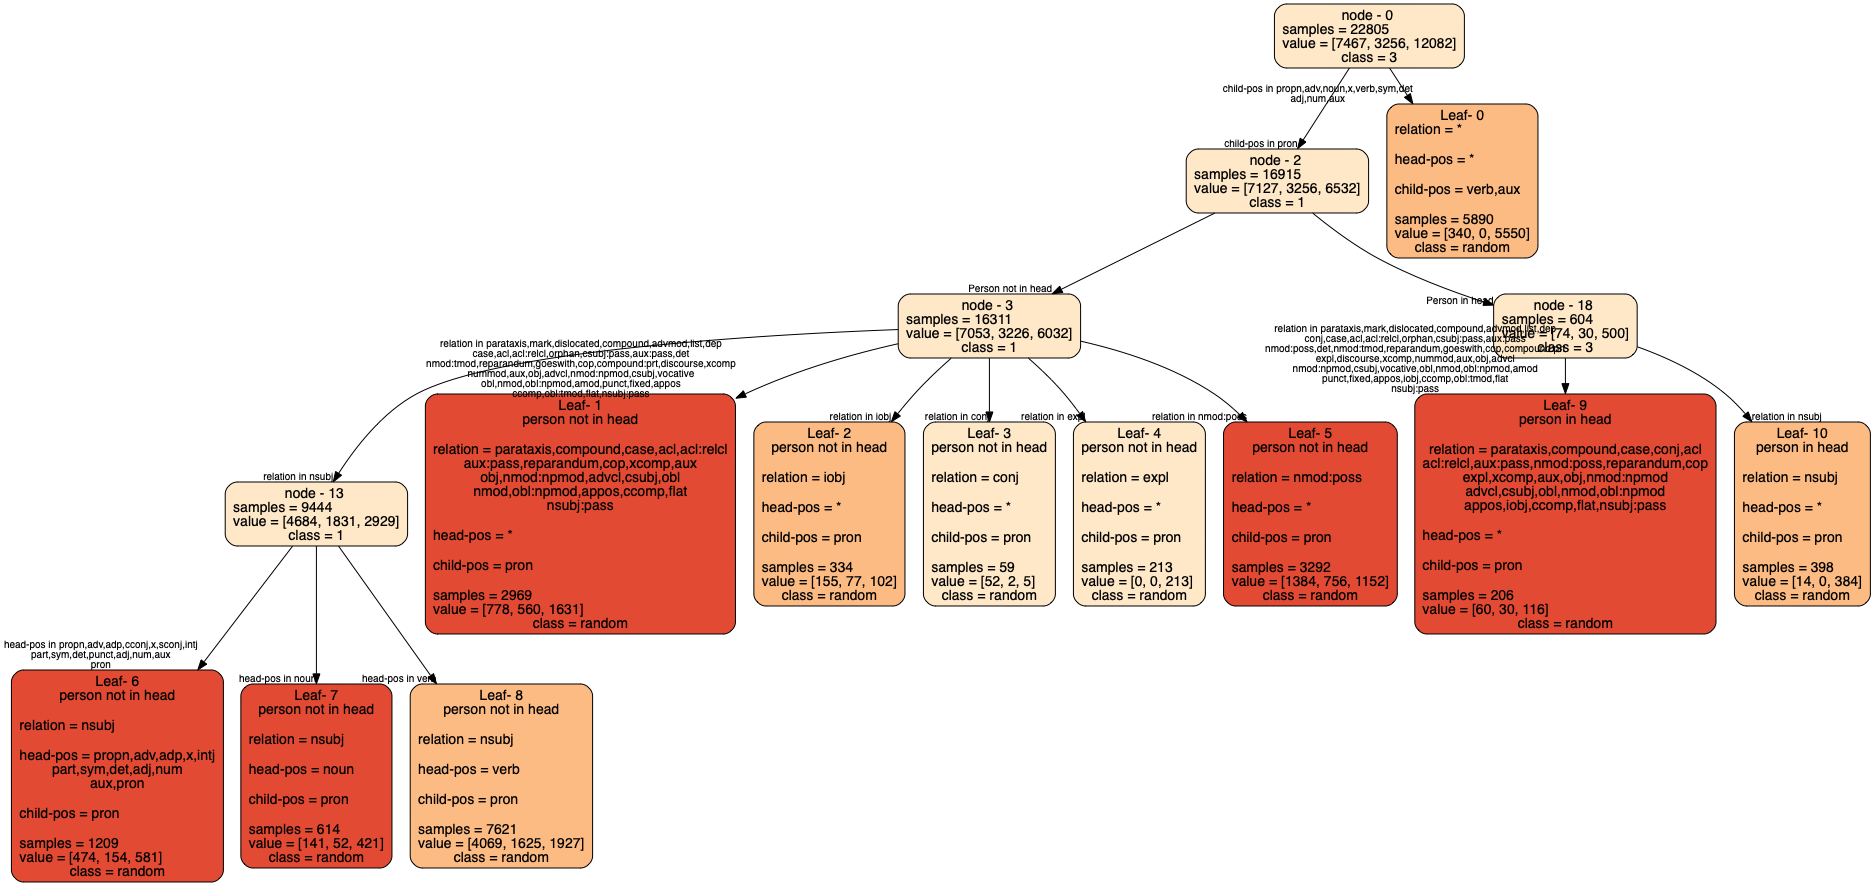 node - 0
samples = 22805
value = [7467, 3256, 12082]
class = 3
child-pos in propn,adv,noun,x,verb,sym,det
adj,num,aux
Leaf- 0
relation = *
head-pos = *
child-pos = verb,aux
samples = 5890
value = [340, 0, 5550]
class = random
child-pos in pron
node - 2
samples = 16915
value = [7127, 3256, 6532]
class = 1
Person not in head
node - 3
samples = 16311
value = [7053, 3226, 6032]
class = 1
Person in head
node - 18
samples = 604
value = [74, 30, 500]
class = 3
relation in parataxis,mark,dislocated,compound,advmod,list,dep
case,acl,acl:relcl,orphan,csubj:pass,aux:pass,det
nmod:tmod,reparandum,goeswith,cop,compound:prt,discourse,xcomp
nummod,aux,obj,advcl,nmod:npmod,csubj,vocative
obl,nmod,obl:npmod,amod,punct,fixed,appos
ccomp,obl:tmod,flat,nsubj:pass
Leaf- 1
person not in head
relation = parataxis,compound,case,acl,acl:relcl
aux:pass,reparandum,cop,xcomp,aux
obj,nmod:npmod,advcl,csubj,obl
nmod,obl:npmod,appos,ccomp,flat
nsubj:pass
head-pos = *
child-pos = pron
samples = 2969
value = [778, 560, 1631]
class = random
relation in iobj
Leaf- 2
person not in head
relation = iobj
head-pos = *
child-pos = pron
samples = 334
value = [155, 77, 102]
class = random
relation in conj
Leaf- 3
person not in head
relation = conj
head-pos = *
child-pos = pron
samples = 59
value = [52, 2, 5]
class = random
relation in expl
Leaf- 4
person not in head
relation = expl
head-pos = *
child-pos = pron
samples = 213
value = [0, 0, 213]
class = random
relation in nmod:poss
Leaf- 5
person not in head
relation = nmod:poss
head-pos = *
child-pos = pron
samples = 3292
value = [1384, 756, 1152]
class = random
relation in parataxis,mark,dislocated,compound,advmod,list,dep
conj,case,acl,acl:relcl,orphan,csubj:pass,aux:pass
nmod:poss,det,nmod:tmod,reparandum,goeswith,cop,compound:prt
expl,discourse,xcomp,nummod,aux,obj,advcl
nmod:npmod,csubj,vocative,obl,nmod,obl:npmod,amod
punct,fixed,appos,iobj,ccomp,obl:tmod,flat
nsubj:pass
Leaf- 9
person in head
relation = parataxis,compound,case,conj,acl
acl:relcl,aux:pass,nmod:poss,reparandum,cop
expl,xcomp,aux,obj,nmod:npmod
advcl,csubj,obl,nmod,obl:npmod
appos,iobj,ccomp,flat,nsubj:pass
head-pos = *
child-pos = pron
samples = 206
value = [60, 30, 116]
class = random
relation in nsubj
Leaf- 10
person in head
relation = nsubj
head-pos = *
child-pos = pron
samples = 398
value = [14, 0, 384]
class = random
relation in nsubj
node - 13
samples = 9444
value = [4684, 1831, 2929]
class = 1
head-pos in propn,adv,adp,cconj,x,sconj,intj
part,sym,det,punct,adj,num,aux
pron
Leaf- 6
person not in head
relation = nsubj
head-pos = propn,adv,adp,x,intj
part,sym,det,adj,num
aux,pron
child-pos = pron
samples = 1209
value = [474, 154, 581]
class = random
head-pos in noun
Leaf- 7
person not in head
relation = nsubj
head-pos = noun
child-pos = pron
samples = 614
value = [141, 52, 421]
class = random
head-pos in verb
Leaf- 8
person not in head
relation = nsubj
head-pos = verb
child-pos = pron
samples = 7621
value = [4069, 1625, 1927]
class = random